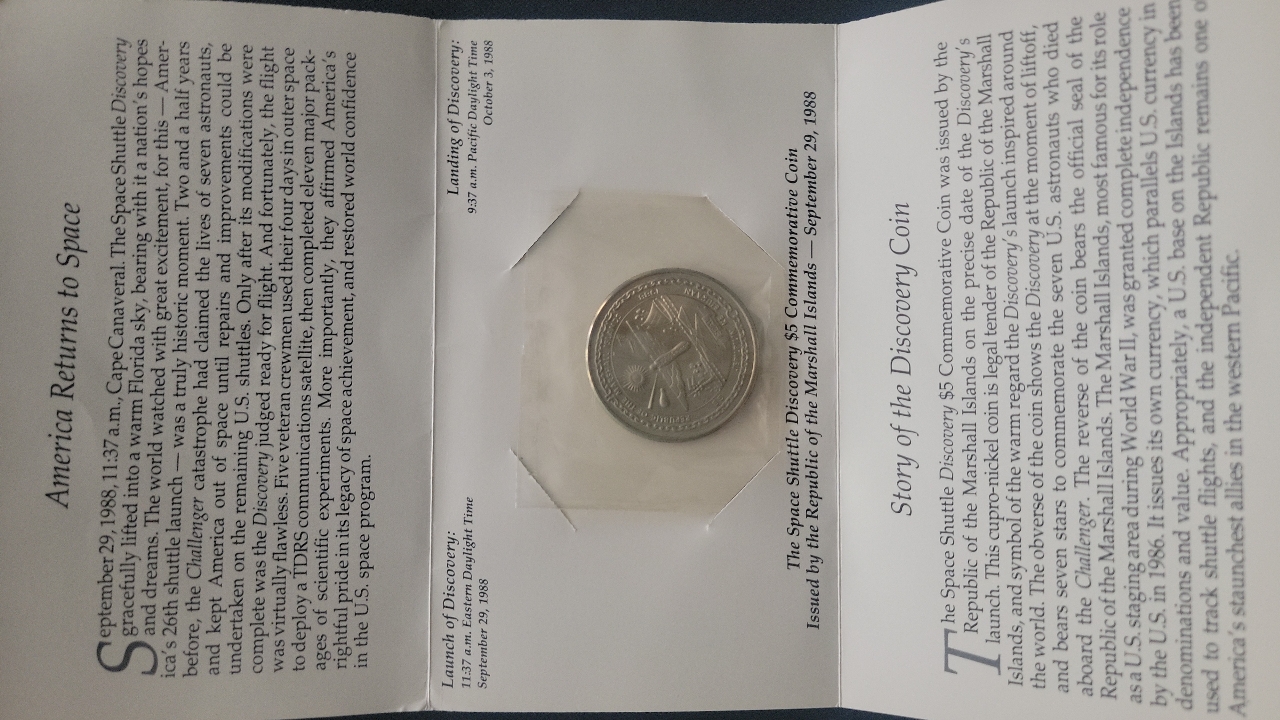 America Returns to Space
September 29, 1988, 11:37 a.m., Cape Canaveral. The Space Shuttle Discovery
gracefully lifted into a warm Florida sky, bearing with it a nation's hopes
and dreams. The world watched with great excitement, for this — Amer-
ica's 26th shuttle launch — was a truly historic moment. Two and a half years
before, the Challenger catastrophe had claimed the lives of seven astronauts,
and kept America out of space until repairs and improvements could be
undertaken on the remaining U.S. shuttles. Only after its modifications were
complete was the Discovery judged ready for flight. And fortunately, the flight
was virtually flawless. Five veteran crewmen used their four days in outer space
to deploy a TDRS communications satellite, then completed eleven major pack-
ages of scientific experiments. More importantly, they affirmed America's
rightful pride in its legacy of space achievement, and restored world confidence
in the U.S. space program.
Launch of Discovery:
11:37 a.m. Eastern Daylight Time
September 29, 1988
Landing of Discovery:
9:37 a.m. Pacific Daylight Time
October 3, 1988
The Space Shuttle Discovery $5 Commemorative Coin
Issued by the Republic of the Marshall Islands — September 29, 1988
Story of the Discovery Coin
The Space Shuttle Discovery $5 Commemorative Coin was issued by the
Republic of the Marshall Islands on the precise date of the Discovery's
launch. This cupro-nickel coin is legal tender of the Republic of the Marshall
Islands, and symbol of the warm regard the Discovery's launch inspired around
the world. The obverse of the coin shows the Discovery at the moment of liftoff,
and bears seven stars to commemorate the seven U.S. astronauts who died
aboard the Challenger. The reverse of the coin bears the official seal of the
Republic of the Marshall Islands. The Marshall Islands, most famous for its role
as a U.S. staging area during World War II, was granted complete independence
by the U.S. in 1986. It issues its own currency, which parallels U.S. currency in
denominations and value. Appropriately, a U.S. base on the Islands has been
used to track shuttle flights, and the independent Republic remains one of
America's staunchest allies in the western Pacific.